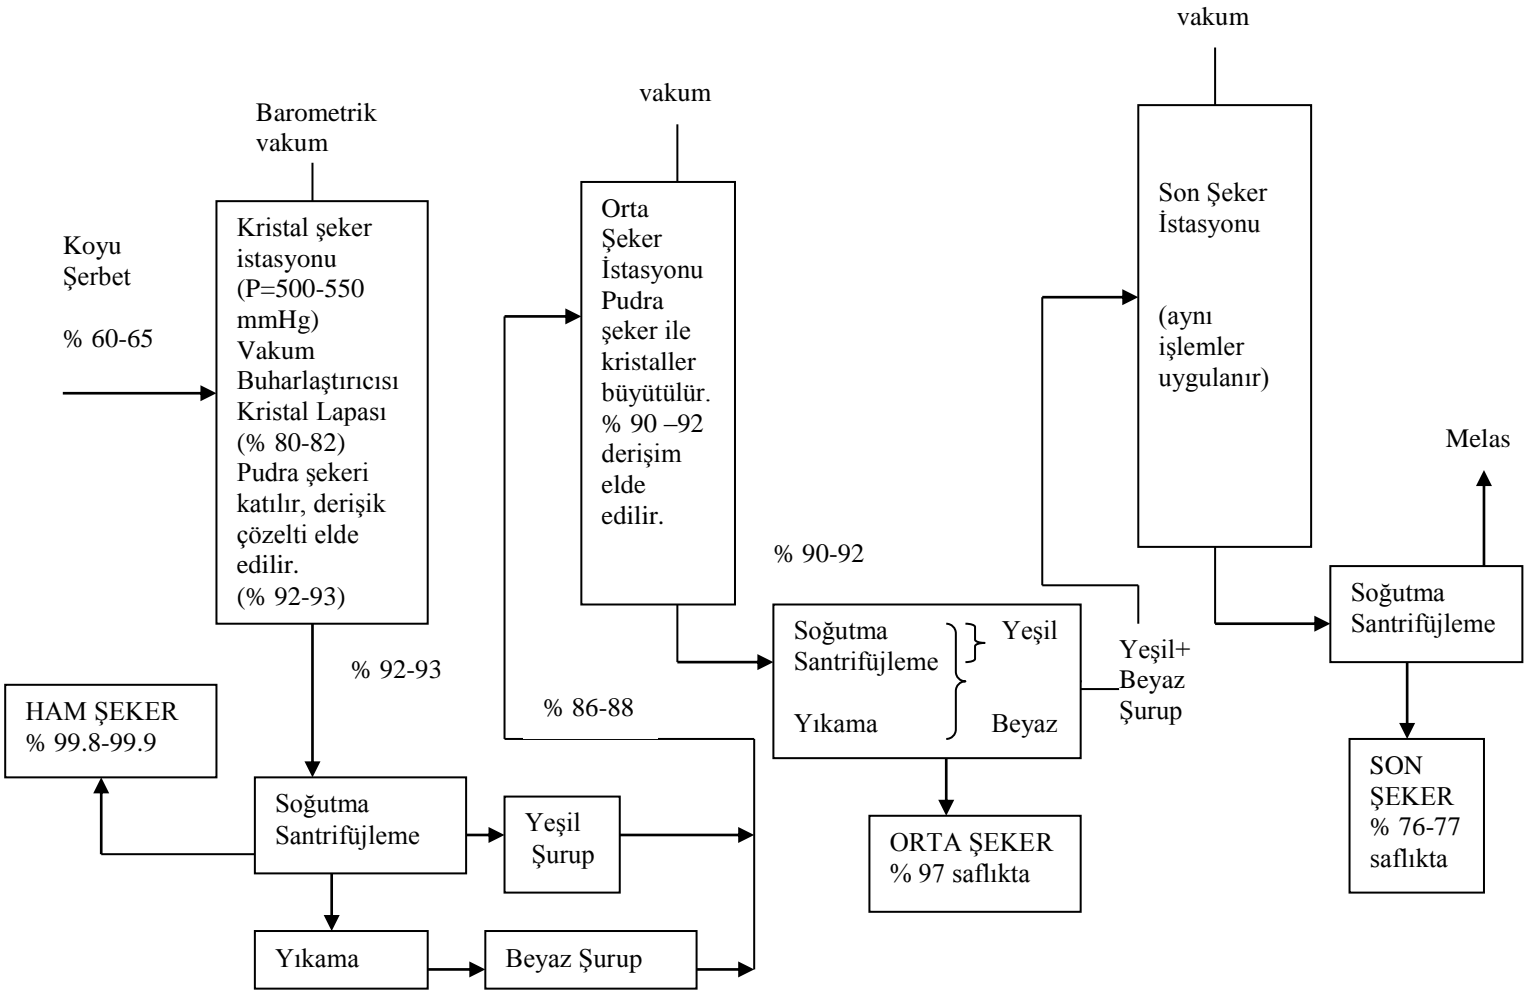 Koyu
Şerbet
% 60-65
Barometrik
vakum
Kristal şeker
istasyonu
(P=500-550
mmHg)
Vakum
Buharlaştırıcısı
Kristal Lapası
(% 80-82)
Pudra şekeri
katılır, derişik
çözelti elde
edilir.
(% 92-93)
% 92-93
HAM ŞEKER
% 99.8-99.9
Soğutma
Santrifüjleme
Yeşil
Şurup
Yıkama
Beyaz Şurup
% 86-88
vakum
Orta
Şeker
İstasyonu
Pudra
şeker ile
kristaller
büyütülür.
% 90 –92
derişim
elde
edilir.
% 90-92
Soğutma
Santrifüjleme
Yeşil
Yıkama
Beyaz
ORTA ŞEKER
% 97 saflıkta
Yeşil+
Beyaz
Şurup
vakum
Son Şeker
İstasyonu
(aynı
işlemler
uygulanır)
Melas
Soğutma
Santrifüjleme
SON
ŞEKER
% 76-77
saflıkta